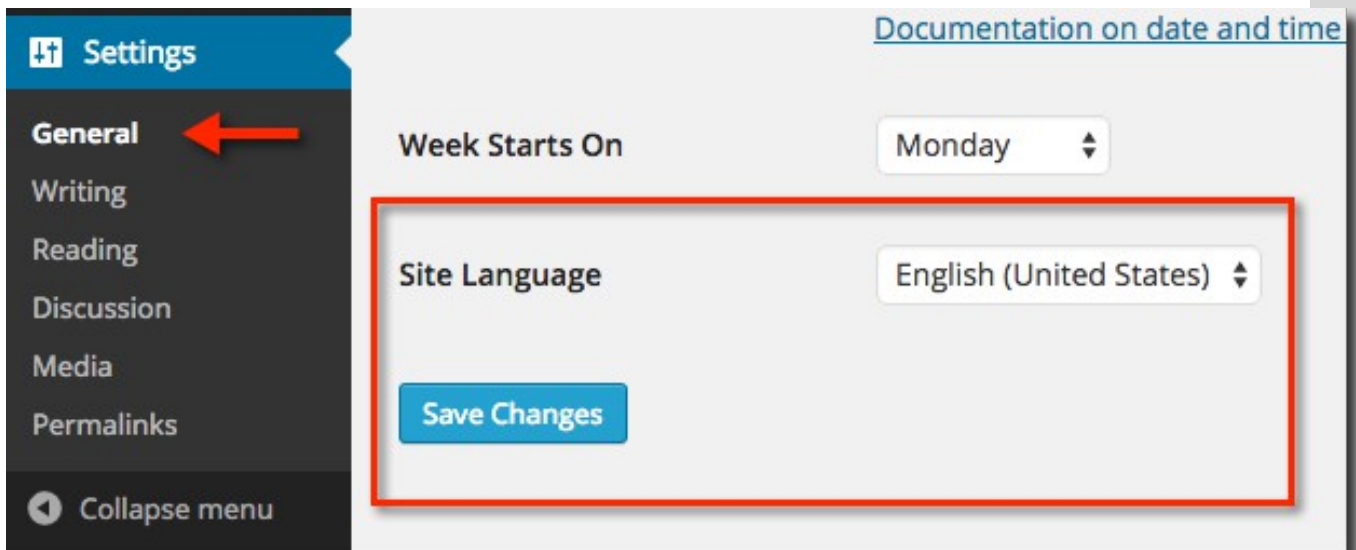 Settings
General
Writing
Reading
Discussion
Media
Permalinks
Collapse menu
Documentation on date and time
Week Starts On Monday
Site Language English (United States)
Save Changes